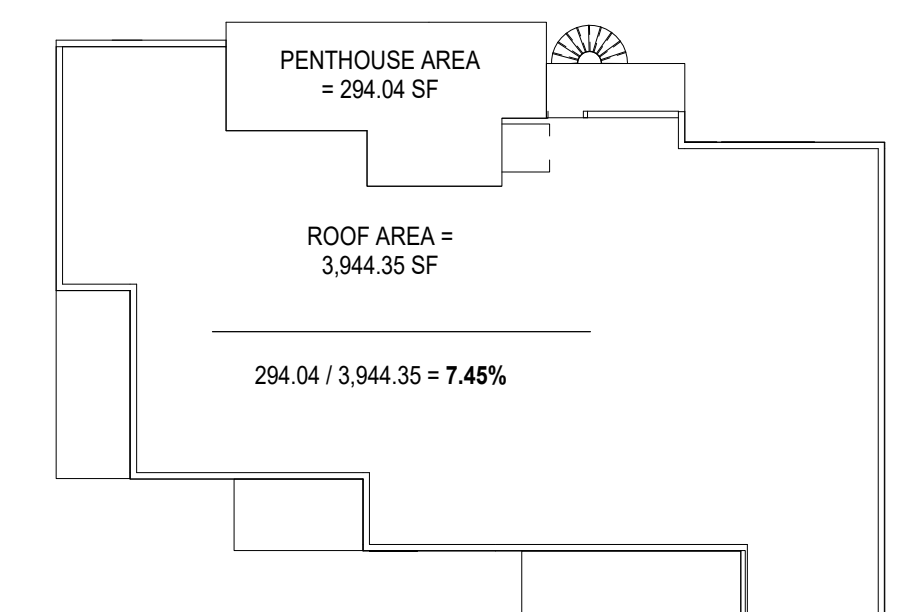 PENTHOUSE AREA
= 294.04 SF
ROOF AREA =
3,944.35 SF
294.04 / 3,944.35 = 7.45%